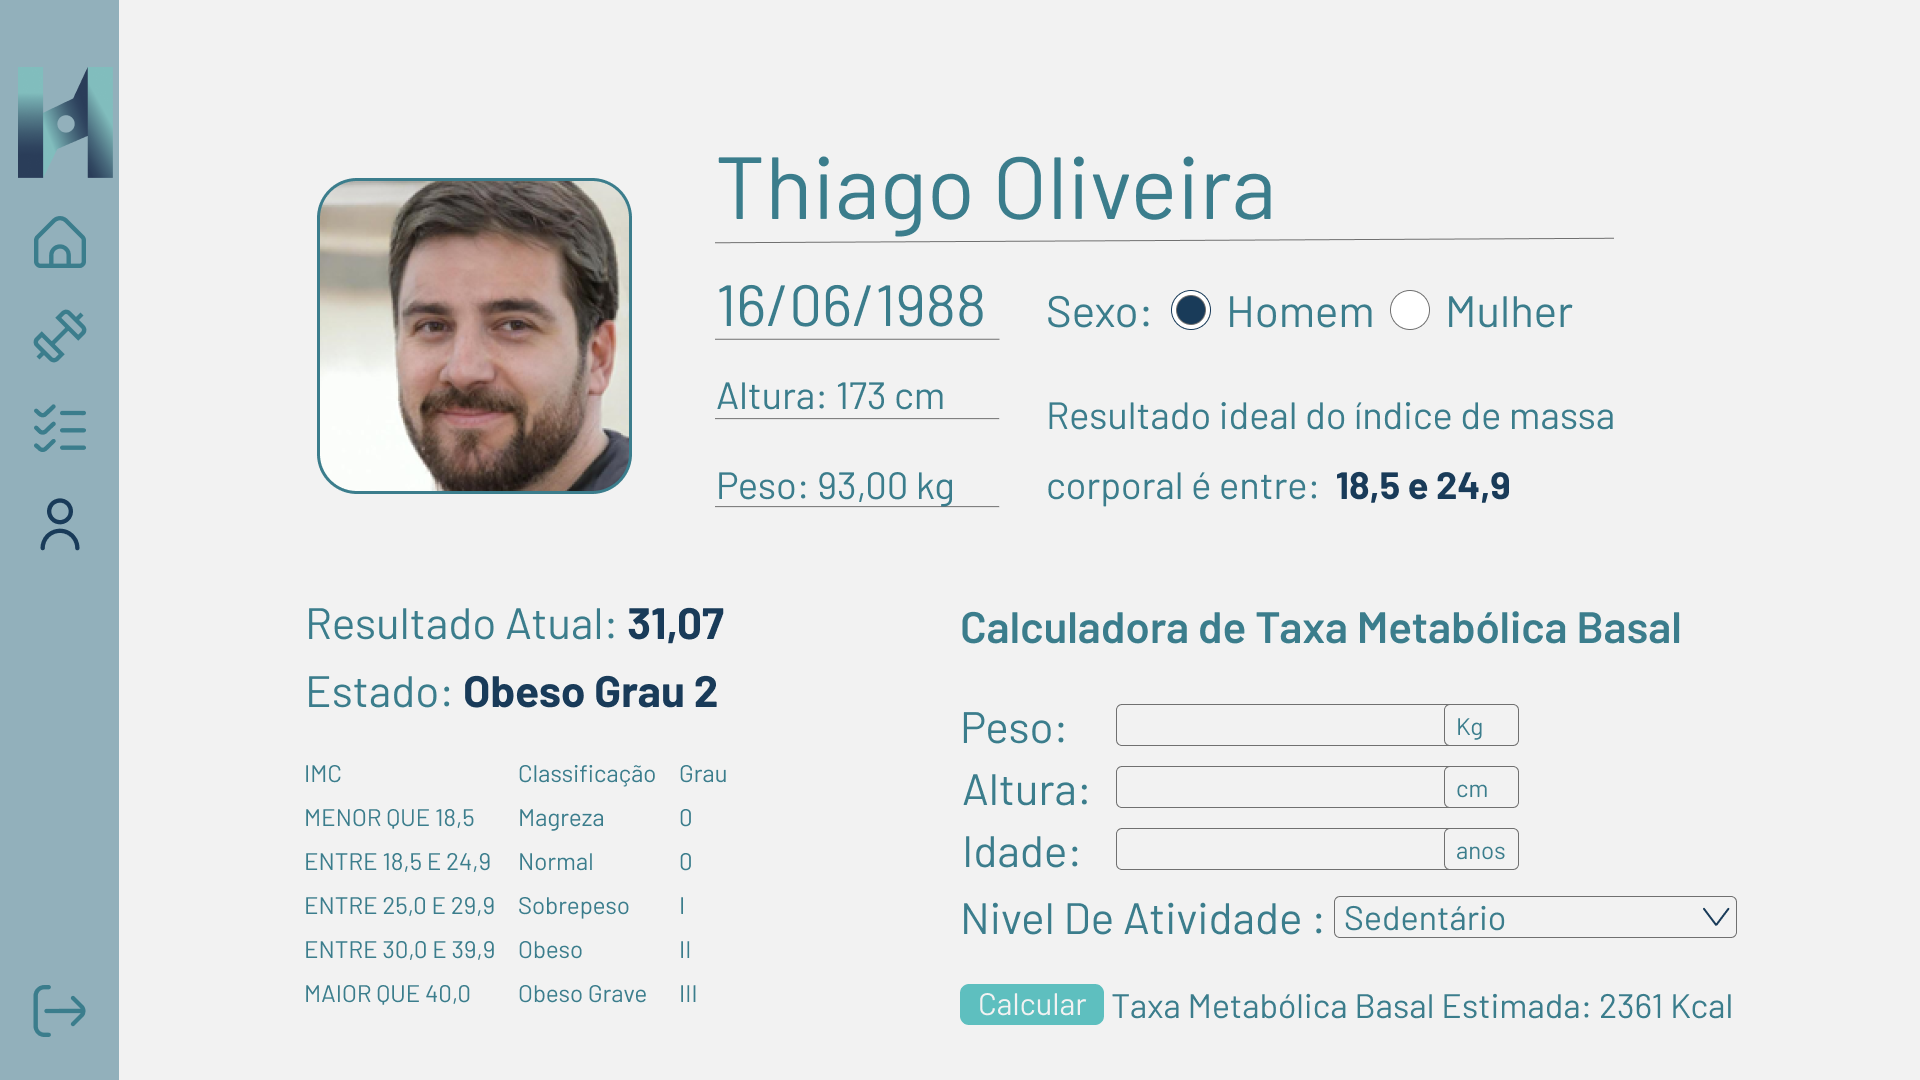 Thiago Oliveira
16/06/1988
Sexo: Homem Mulher
Altura: 173 cm
Peso: 93,00 kg
Resultado ideal do índice de massa
corporal é entre: 18,5 e 24,9
Resultado Atual: 31,07
Estado: Obeso Grau 2
IMC Classificação Grau
MENOR QUE 18,5 Magreza 0
ENTRE 18,5 E 24,9 Normal 0
ENTRE 25,0 E 29,9 Sobrepeso I
ENTRE 30,0 E 39,9 Obeso II
MAIOR QUE 40,0 Obeso Grave III
Calculadora de Taxa Metabólica Basal
Peso: Kg
Altura: cm
Idade: anos
Nivel De Atividade : Sedentário
Calcular Taxa Metabólica Basal Estimada: 2361 Kcal